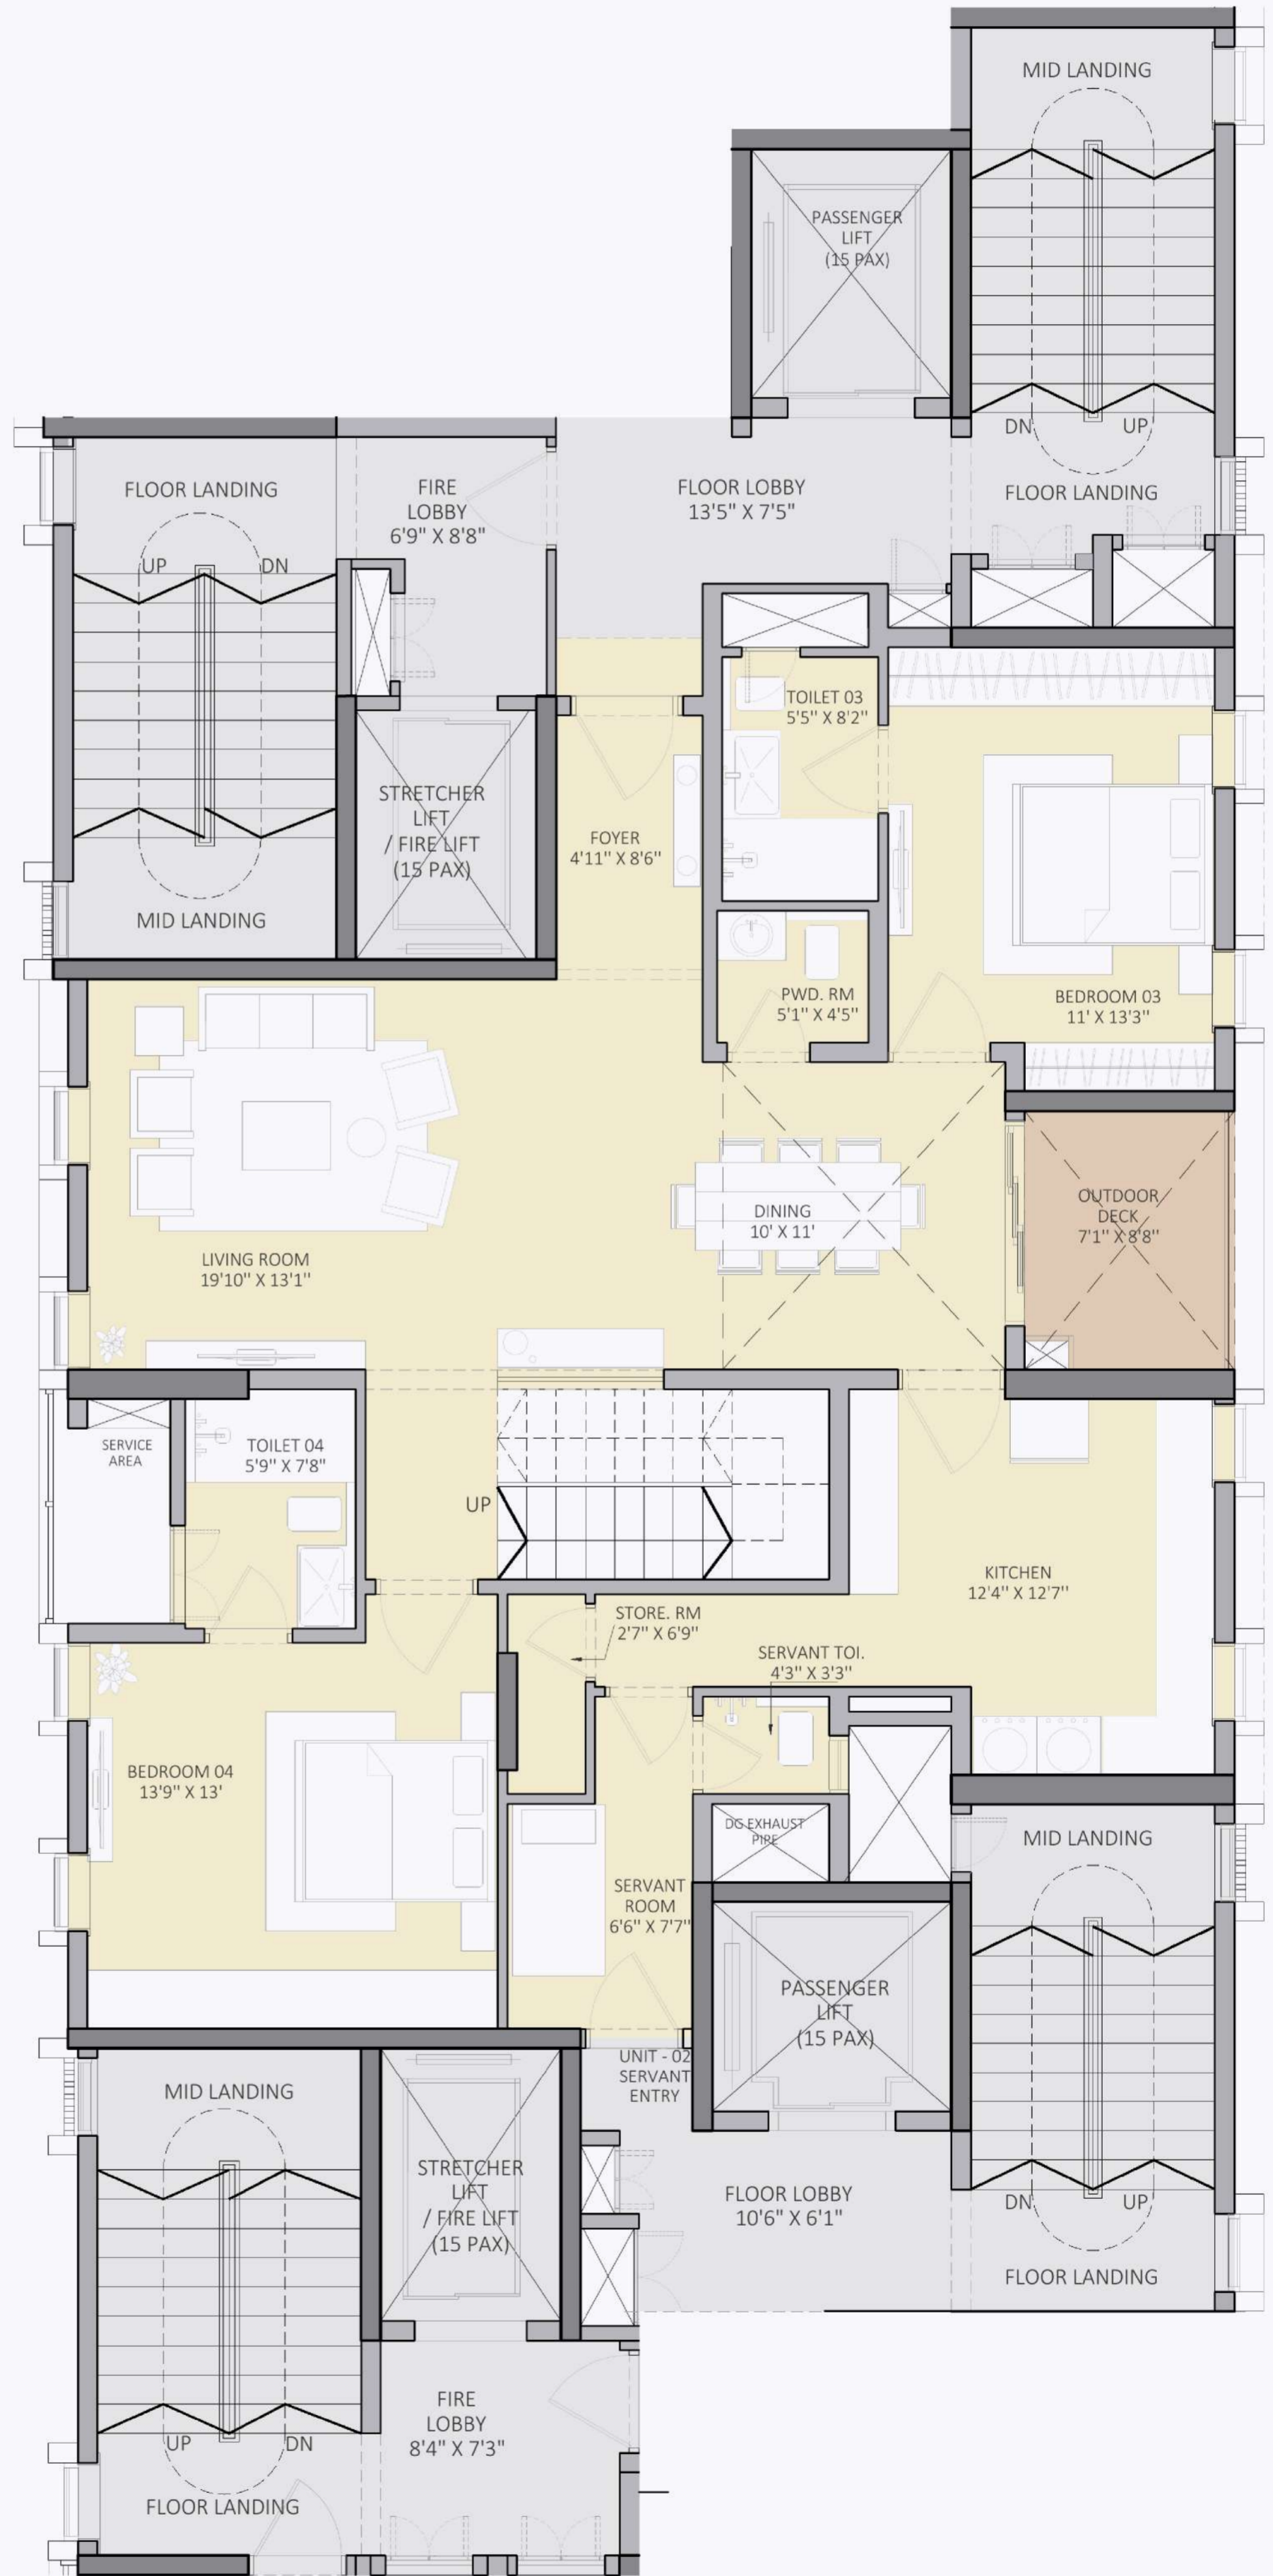 MID LANDING
PASSENGER
LIFT
(15 PAX)
DN
UP
FLOOR LANDING
FLOOR LANDING
FIRE
LOBBY
6'9" X 8'8"
FLOOR LOBBY
13'5" X 7'5"
UP
DN
TOILET 03
5'5" X 8'2"
STRETCHER
LIFT
/ FIRE LIFT
(15 PAX)
FOYER
4'11" X 8'6"
MID LANDING
PWD. RM
5'1" X 4'5"
BEDROOM 03
11' X 13'3"
LIVING ROOM
19'10" X 13'1"
DINING
10' X 11'
OUTDOOR
DECK
7'1" X 8'8"
SERVICE
AREA
TOILET 04
5'9" X 7'8"
UP
KITCHEN
12'4" X 12'7"
STORE. RM
2'7" X 6'9"
SERVANT TOI.
4'3" X 3'3"
BEDROOM 04
13'9" X 13'
DG EXHAUST
PIPE
MID LANDING
SERVANT
ROOM
6'6" X 7'7"
PASSENGER
LIFT
(15 PAX)
UNIT - 02
SERVANT
ENTRY
MID LANDING
STRETCHER
LIFT
/ FIRE LIFT
(15 PAX)
FLOOR LOBBY
10'6" X 6'1"
DN
UP
FLOOR LANDING
FIRE
LOBBY
8'4" X 7'3"
UP
DN
FLOOR LANDING